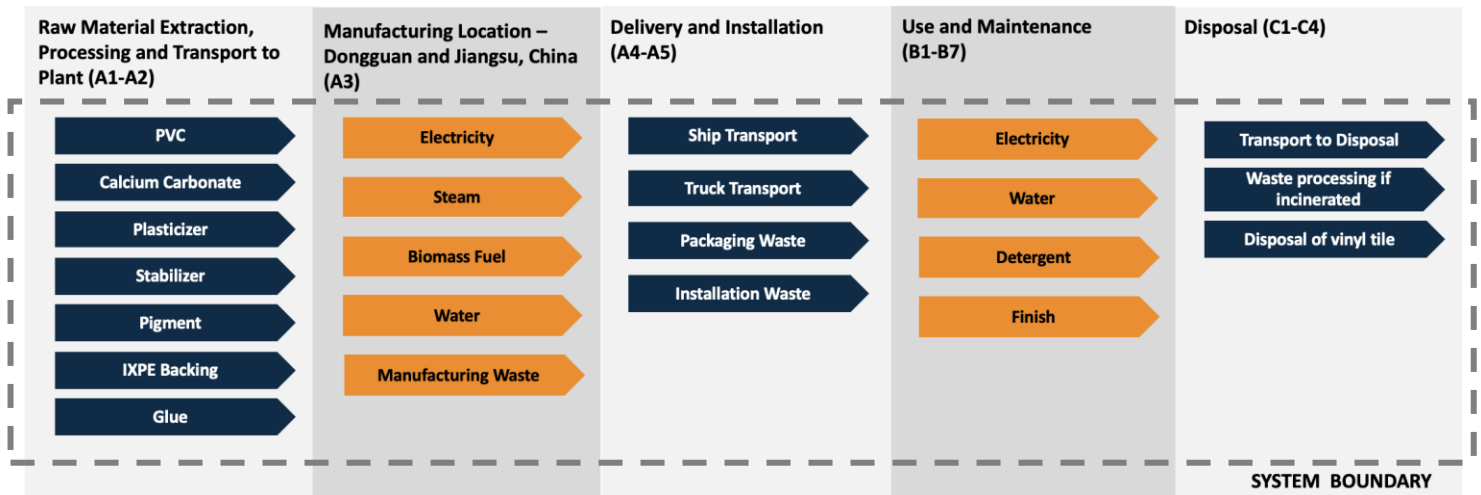 Raw Material Extraction,
Processing and Transport to
Plant (A1-A2)
PVC
Calcium Carbonate
Plasticizer
Stabilizer
Pigment
IXPE Backing
Glue
Manufacturing Location –
Dongguan and Jiangsu, China
(A3)
Electricity
Steam
Biomass Fuel
Water
Manufacturing Waste
Delivery and Installation
(A4-A5)
Ship Transport
Truck Transport
Packaging Waste
Installation Waste
Use and Maintenance
(B1-B7)
Electricity
Water
Detergent
Finish
Disposal (C1-C4)
Transport to Disposal
Waste processing if
incinerated
Disposal of vinyl tile
SYSTEM BOUNDARY